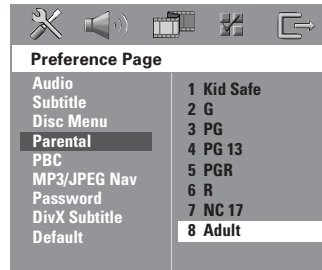 Preference Page
Audio
Subtitle
Disc Menu
Parental
PBC
MP3/JPEG Nav
Password
DivX Subtitle
Default
1 Kid Safe
2 G
3 PG
4 PG 13
5 PGR
6 R
7 NC 17
8 Adult